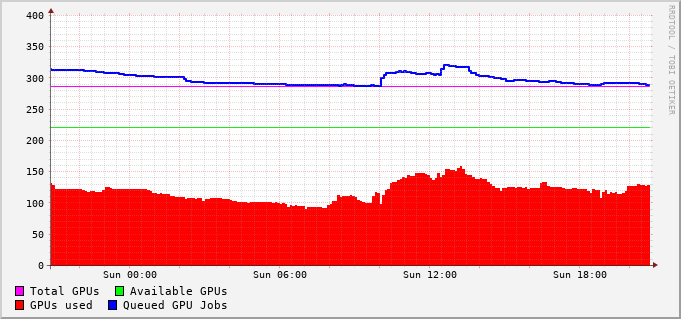 400
350
300
250
200
150
100
50
0
Sun 00:00 Sun 06:00 Sun 12:00 Sun 18:00
Total GPUs Available GPUs
GPUs used Queued GPU Jobs
RRDTOOL / TOBI OETIKER